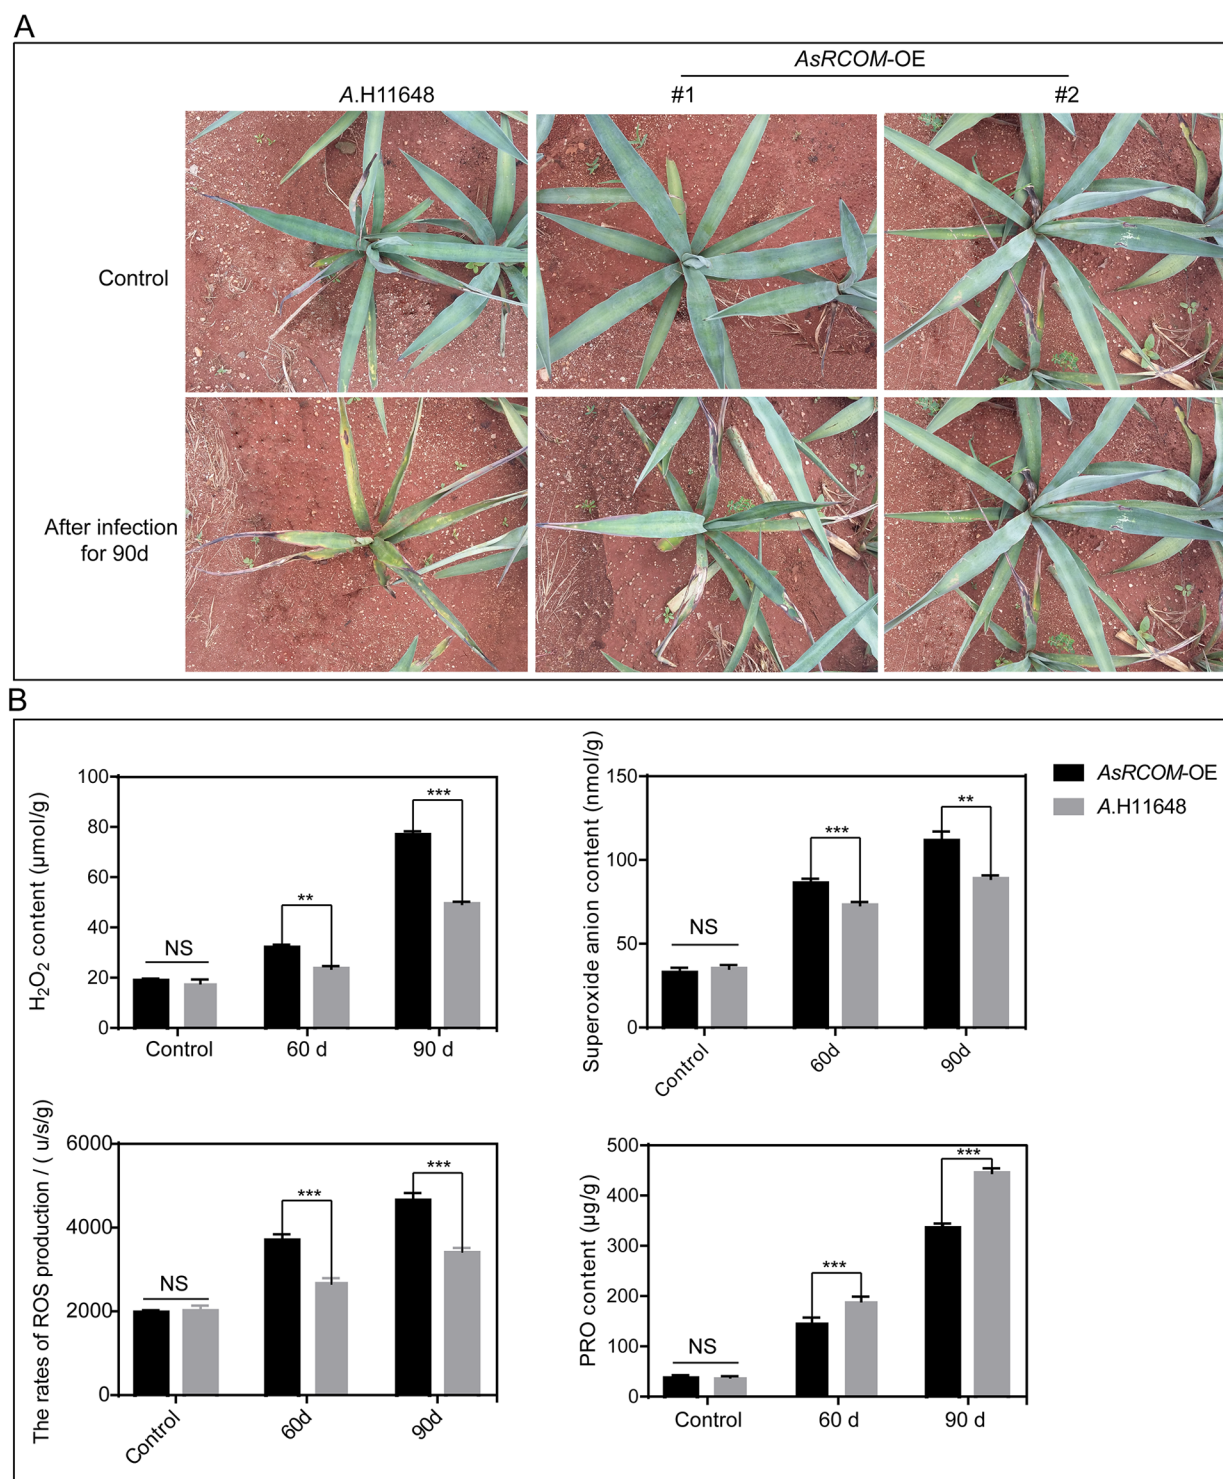 A
AsRCOM-OE
A.H11648
#1
#2
Control
After infection
for 90d
B
H₂O₂ content (μmol/g)
100
80
60
40
20
0
NS
**
***
Control
60 d
90 d
Superoxide anion content (nmol/g)
150
100
50
0
NS
***
**
Control
60d
90d
AsRCOM-OE
A.H11648
The rates of ROS production / ( u/s/g)
6000
4000
2000
0
NS
***
***
Control
60d
90d
PRO content (μg/g)
500
400
300
200
100
0
NS
***
***
Control
60 d
90 d